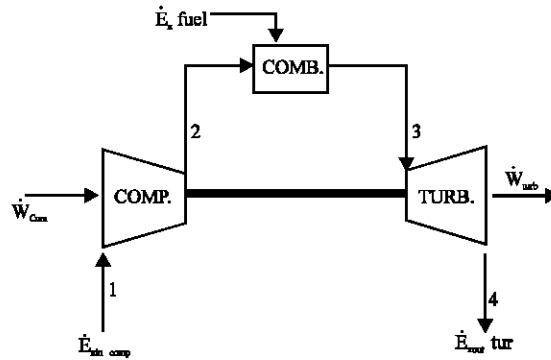 Ė_x fuel
COMB.
2
3
COMP.
TURB.
Ẇ_turb
Ẇ_Com
1
4
Ė_xin comp
Ė_xout tur